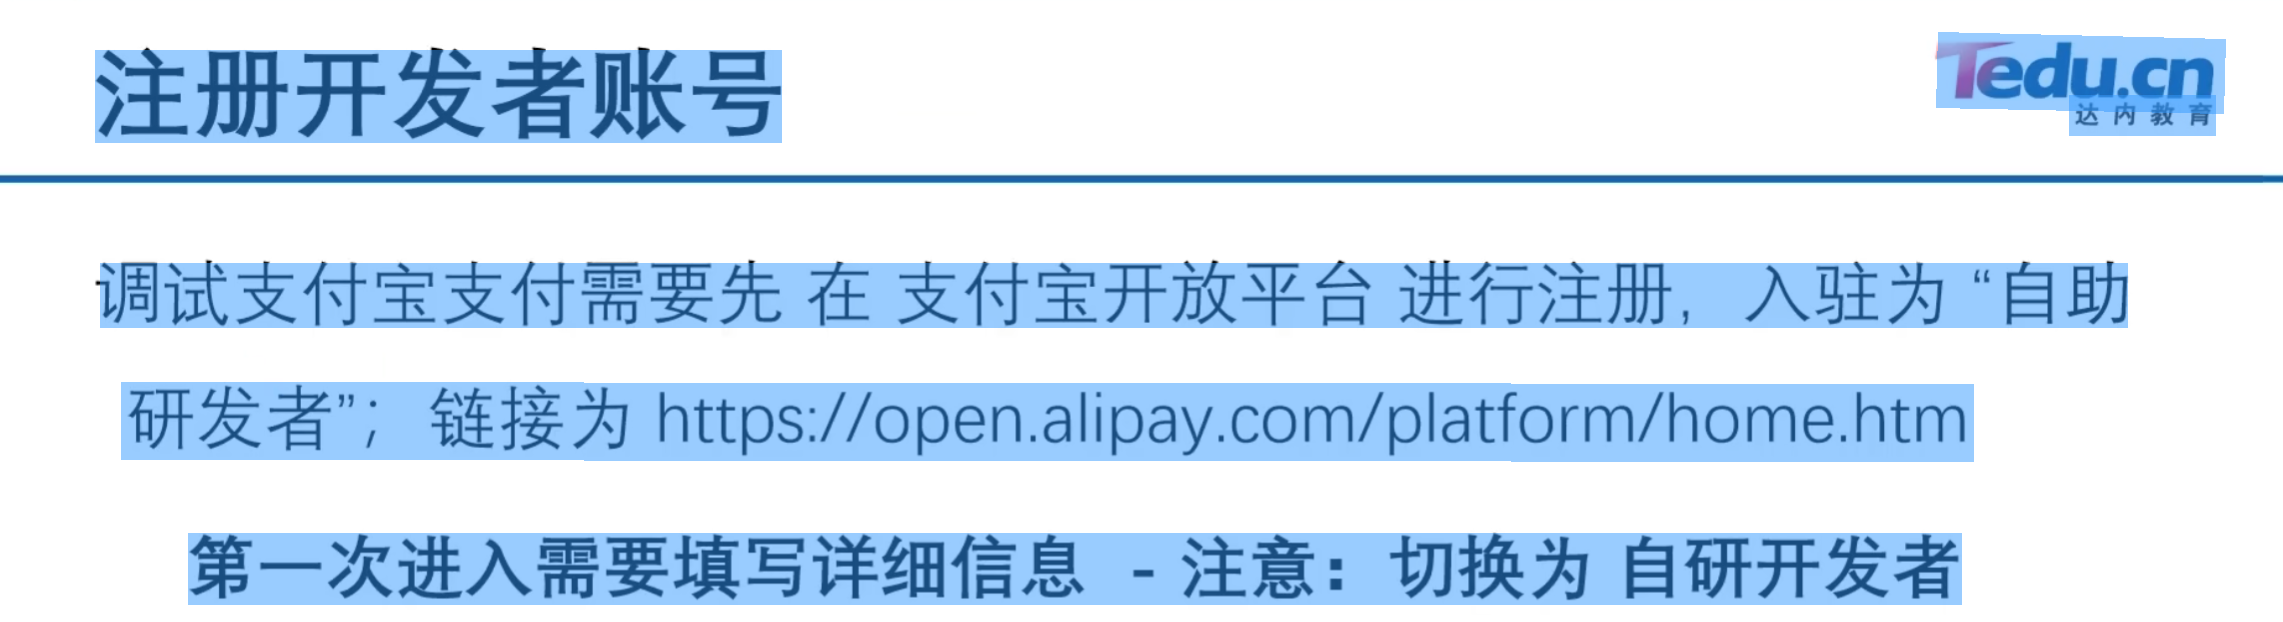 注册开发者账号
Tedu.cn
达内教育
调试支付宝支付需要先 在 支付宝开放平台 进行注册，入驻为 “自助
研发者”；链接为 https://open.alipay.com/platform/home.htm
第一次进入需要填写详细信息 - 注意：切换为 自研开发者